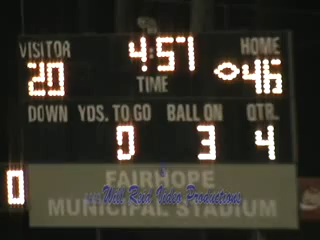 VISITOR 4:57 HOME
20 TIME 46
DOWN YDS. TO GO BALL ON QTR.
0 3 4
0 FAIRHOPE
Will Reid Video Productions
MUNICIPAL STADIUM